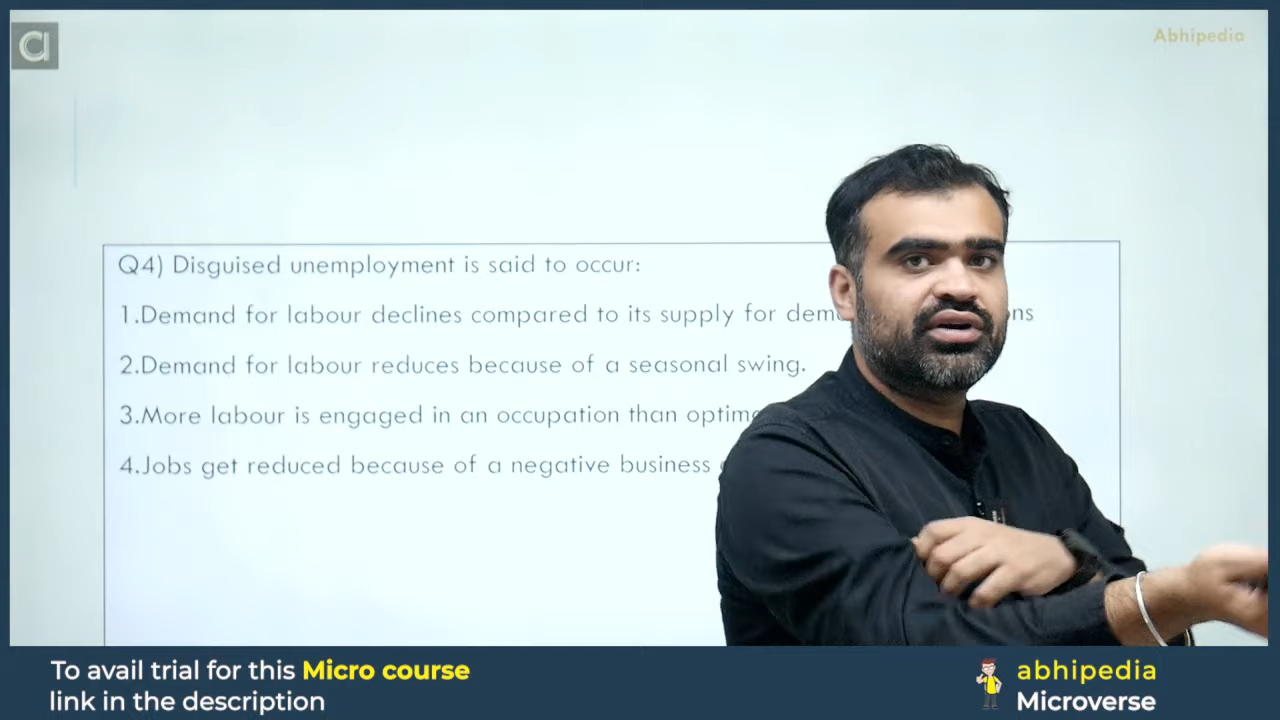 a
Abhipedia
Q4) Disguised unemployment is said to occur:
1.Demand for labour declines compared to its supply for
2.Demand for labour reduces because of a seasonal swing.
3.More labour is engaged in an occupation than
4.Jobs get reduced because of a negative business
To avail trial for this Micro course
link in the description
abhipedia
Microverse